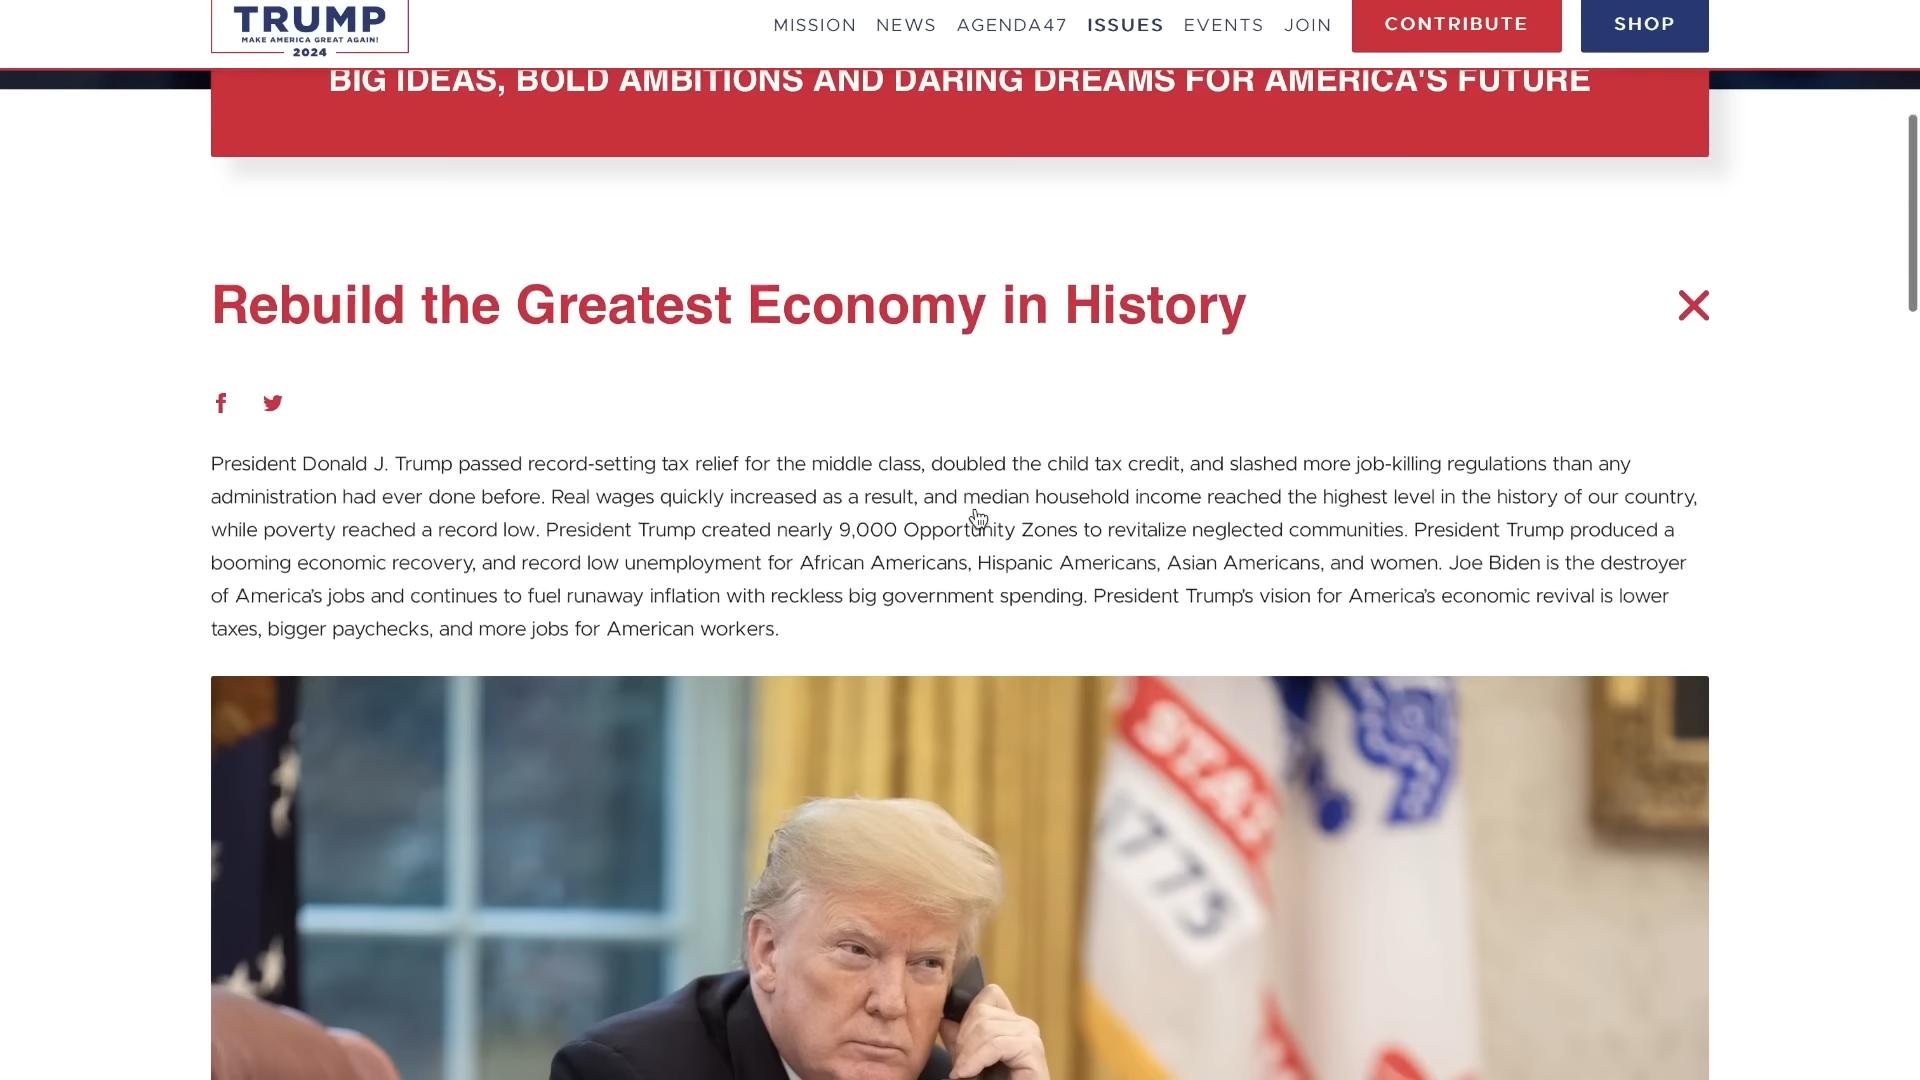 TRUMP
MAKE AMERICA GREAT AGAIN!
2024
MISSION NEWS AGENDA47 ISSUES EVENTS JOIN CONTRIBUTE SHOP
BIG IDEAS, BOLD AMBITIONS AND DARING DREAMS FOR AMERICA'S FUTURE
Rebuild the Greatest Economy in History
President Donald J. Trump passed record-setting tax relief for the middle class, doubled the child tax credit, and slashed more job-killing regulations than any
administration had ever done before. Real wages quickly increased as a result, and median household income reached the highest level in the history of our country,
while poverty reached a record low. President Trump created nearly 9,000 Opportunity Zones to revitalize neglected communities. President Trump produced a
booming economic recovery, and record low unemployment for African Americans, Hispanic Americans, Asian Americans, and women. Joe Biden is the destroyer
of America’s jobs and continues to fuel runaway inflation with reckless big government spending. President Trump’s vision for America’s economic revival is lower
taxes, bigger paychecks, and more jobs for American workers.
STAT
1775